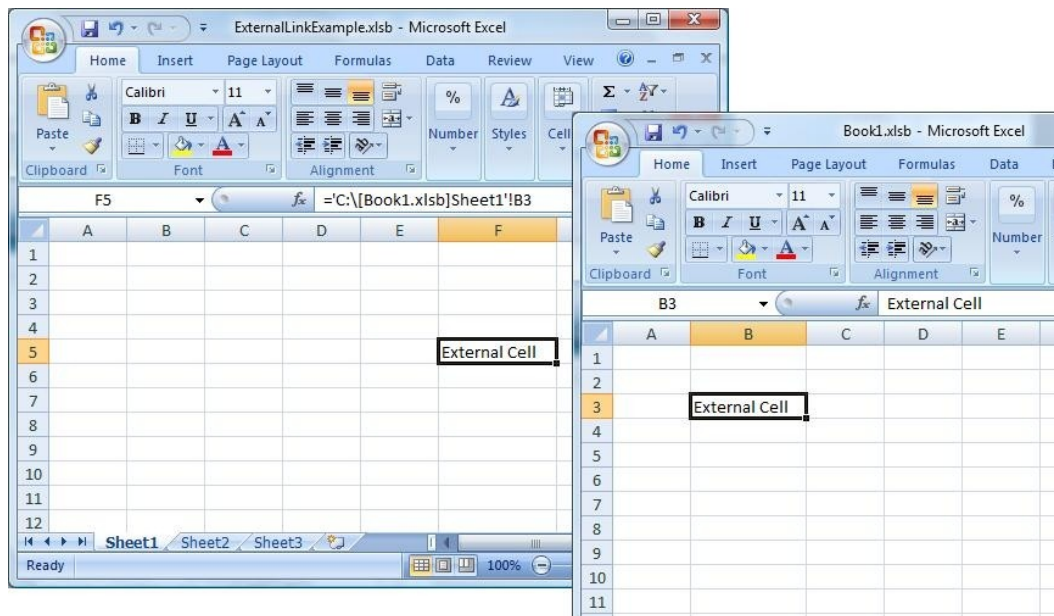 ExternalLinkExample.xlsb - Microsoft Excel
Home Insert Page Layout Formulas Data Review View
Paste
Calibri 11
B I U A A
A
% A Σ AZ
Number Styles Cell
Clipboard Font Alignment
F5 fx ='C:\[Book1.xlsb]Sheet1'!B3
A B C D E F
1
2
3
4
5 External Cell
6
7
8
9
10
11
12
Sheet1 Sheet2 Sheet3
Ready 100%
Book1.xlsb - Microsoft Excel
Home Insert Page Layout Formulas Data
Paste
Calibri 11
B I U A A
A
%
Number
Clipboard Font Alignment
B3 fx External Cell
A B C D E
1
2
3 External Cell
4
5
6
7
8
9
10
11